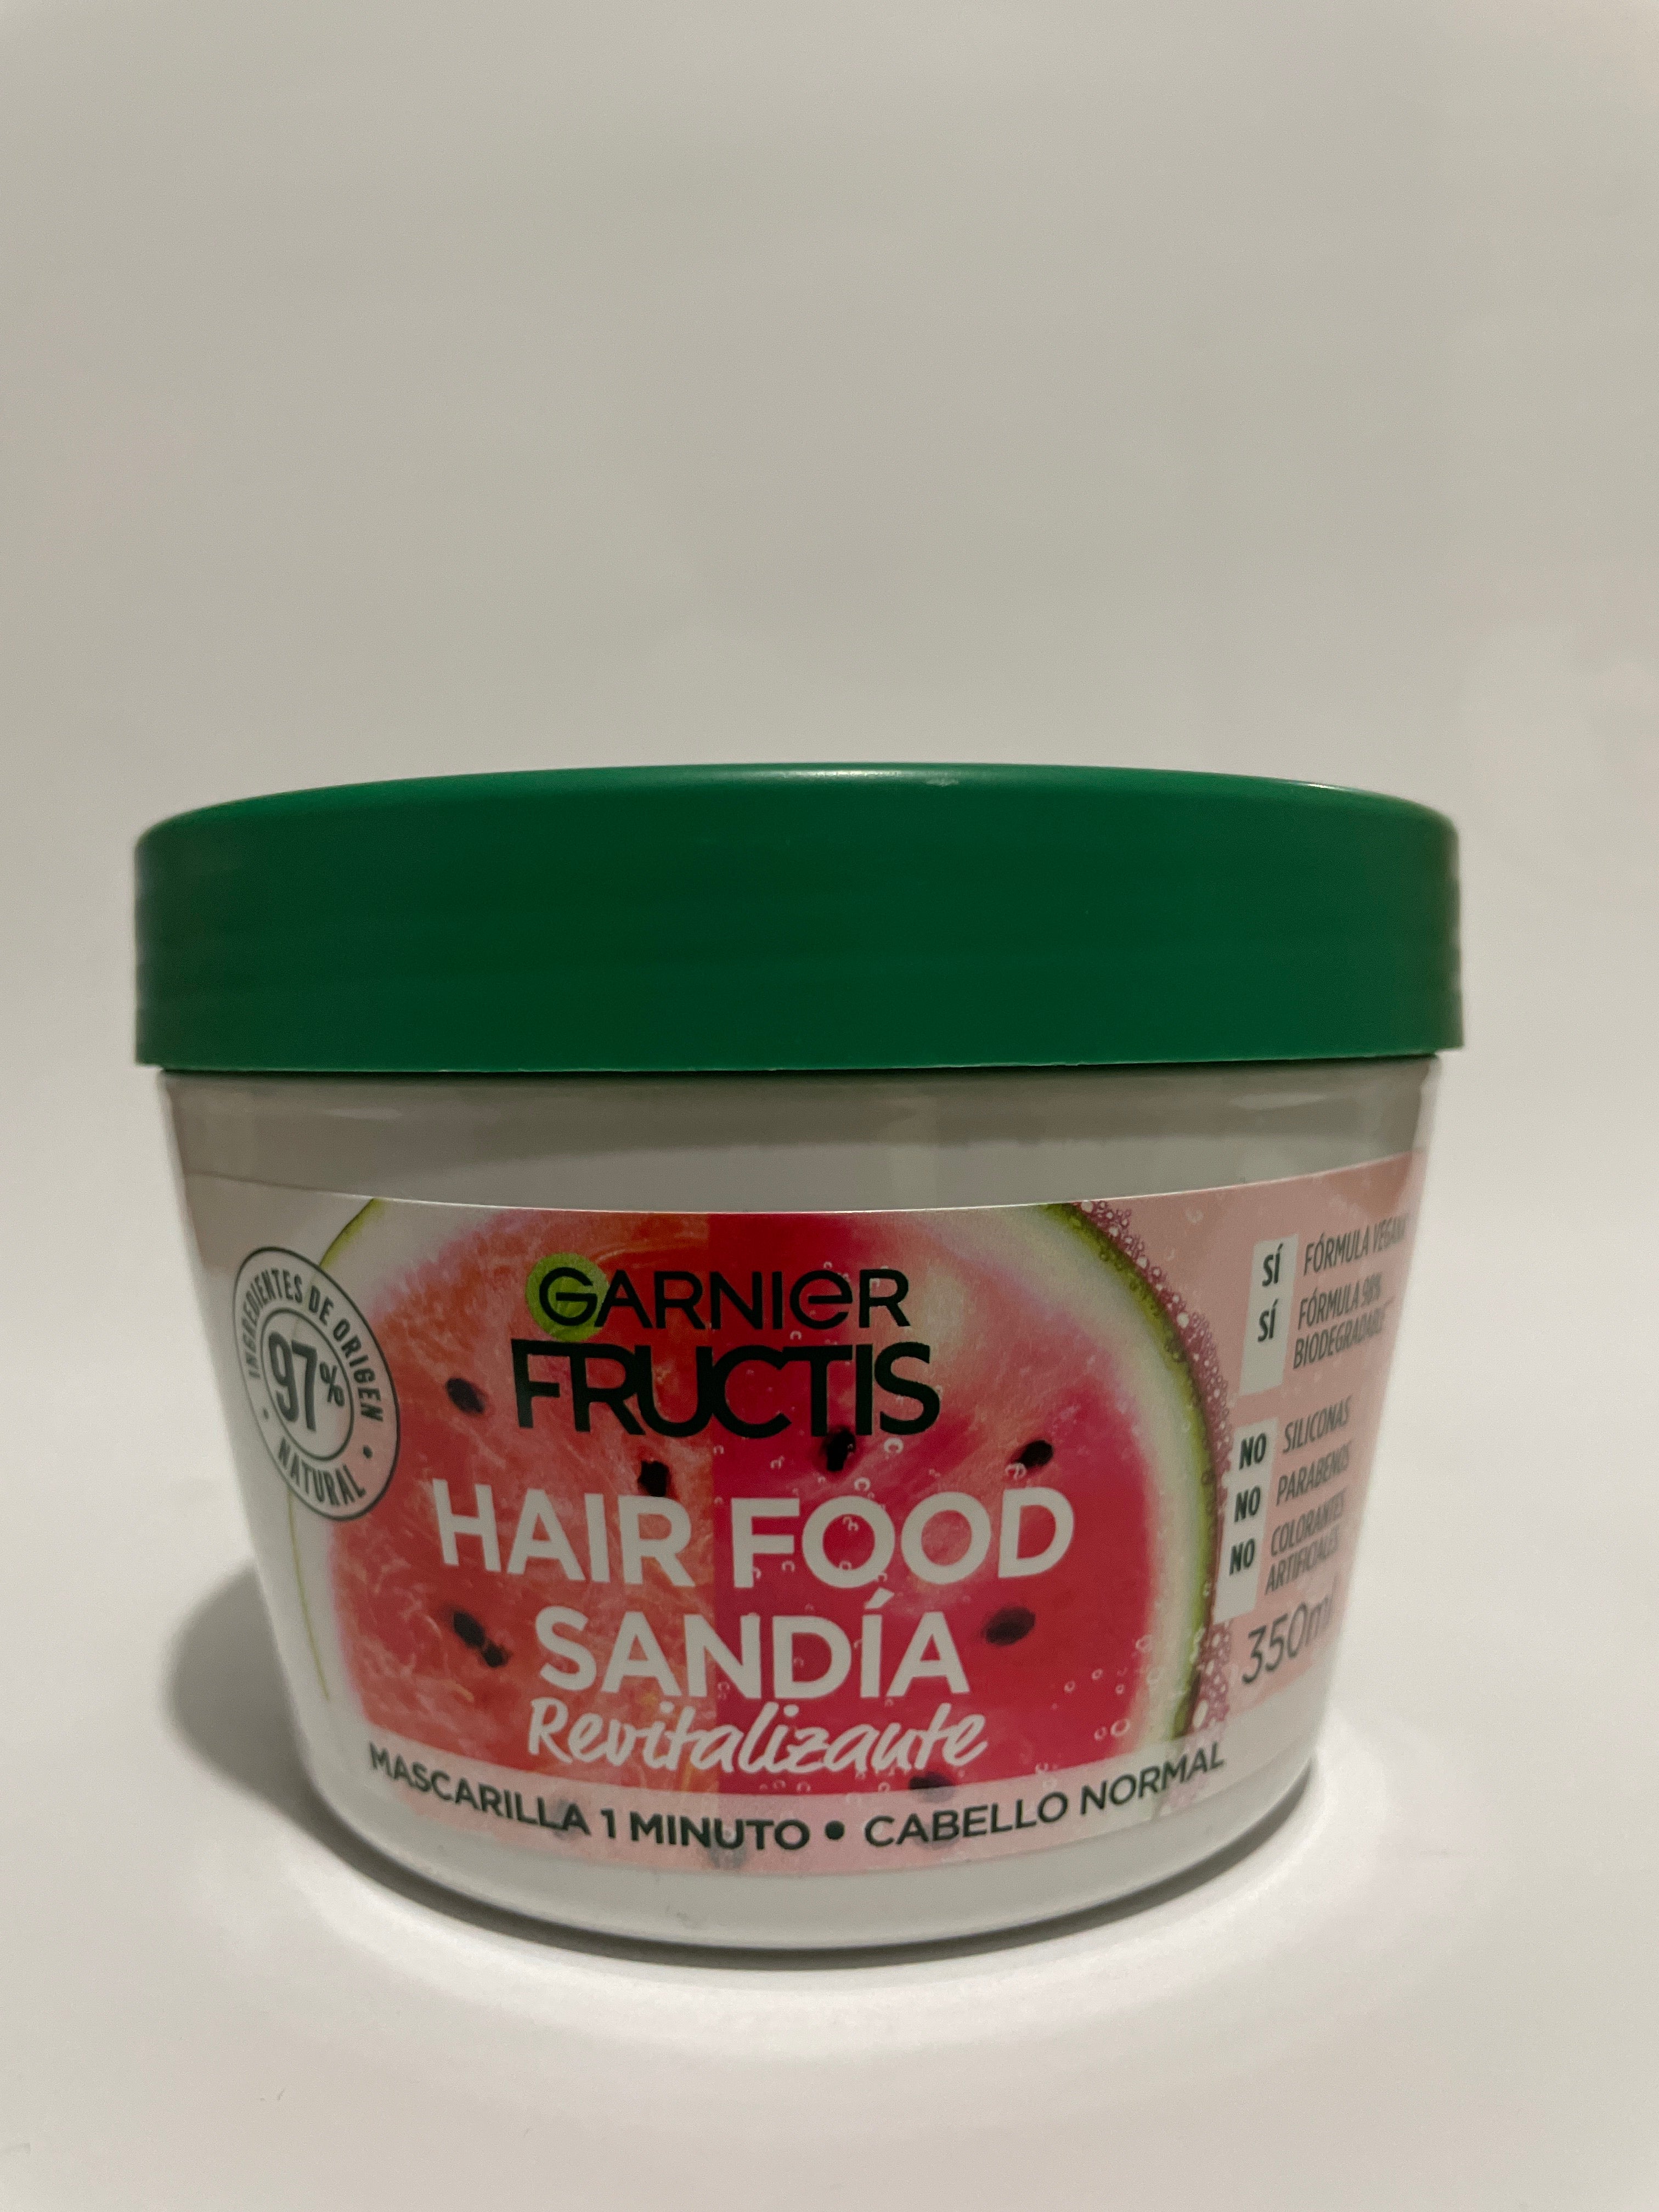 GARNIER
FRUCTIS
HAIR FOOD
SANDÍA
Revitalizante
MASCARILLA 1 MINUTO • CABELLO NORMAL
INGREDIENTES DE ORIGEN
97%
• NATURAL •
SÍ FÓRMULA VEGANA
SÍ FÓRMULA 98%
BIODEGRADABLE
NO SILICONAS
NO PARABENOS
NO COLORANTES
ARTIFICIALES
350ml